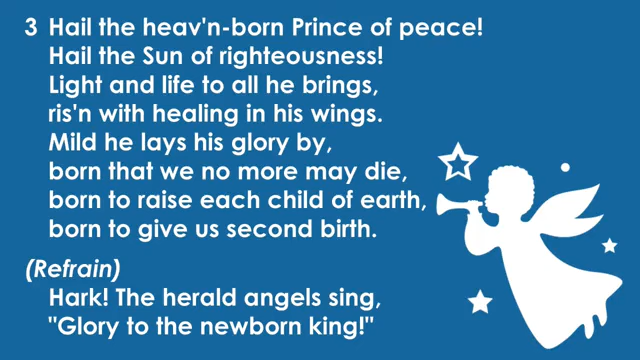 3 Hail the heav'n-born Prince of peace!
Hail the Sun of righteousness!
Light and life to all he brings,
ris'n with healing in his wings.
Mild he lays his glory by,
born that we no more may die,
born to raise each child of earth,
born to give us second birth.
(Refrain)
Hark! The herald angels sing,
"Glory to the newborn king!"